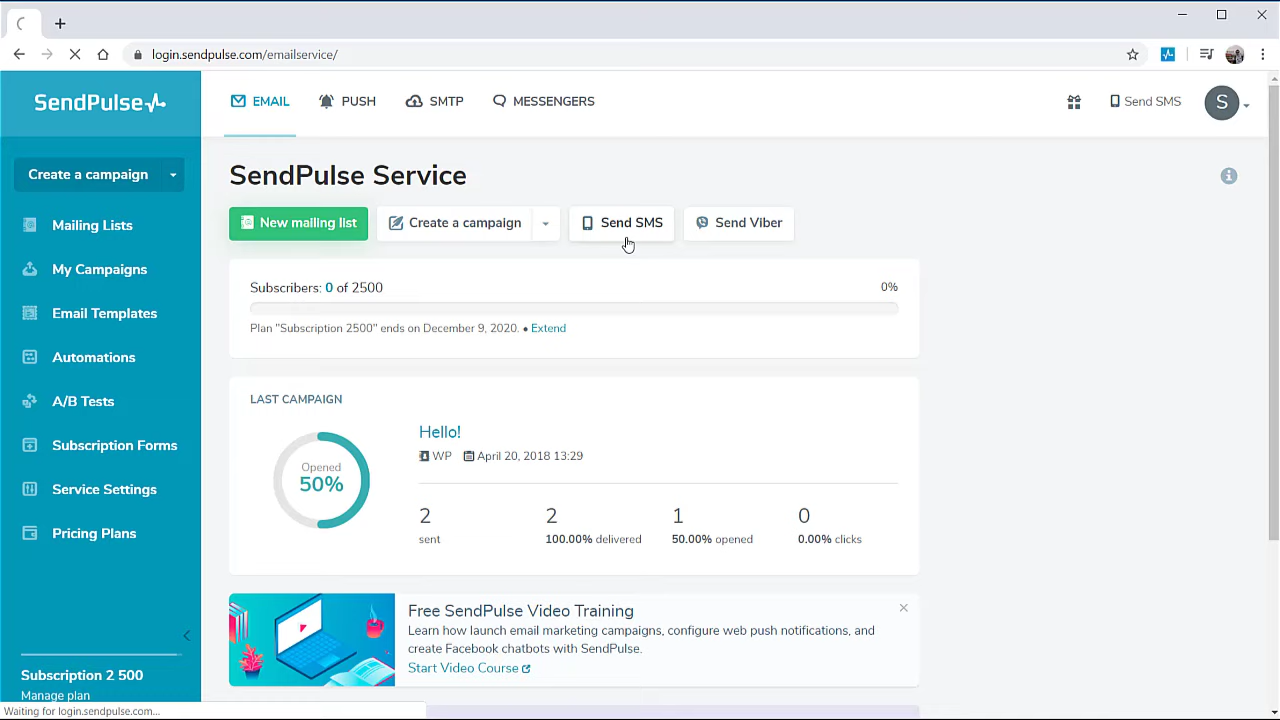 login.sendpulse.com/emailservice/
SendPulse
EMAIL
PUSH
SMTP
MESSENGERS
Send SMS
S
Create a campaign
Mailing Lists
My Campaigns
Email Templates
Automations
A/B Tests
Subscription Forms
Service Settings
Pricing Plans
Subscription 2 500
Manage plan
SendPulse Service
New mailing list
Create a campaign
Send SMS
Send Viber
Subscribers: 0 of 2500
0%
Plan "Subscription 2500" ends on December 9, 2020. • Extend
LAST CAMPAIGN
Opened
50%
Hello!
WP April 20, 2018 13:29
2
sent
2
100.00% delivered
1
50.00% opened
0
0.00% clicks
Free SendPulse Video Training
Learn how launch email marketing campaigns, configure web push notifications, and
create Facebook chatbots with SendPulse.
Start Video Course
Waiting for login.sendpulse.com...